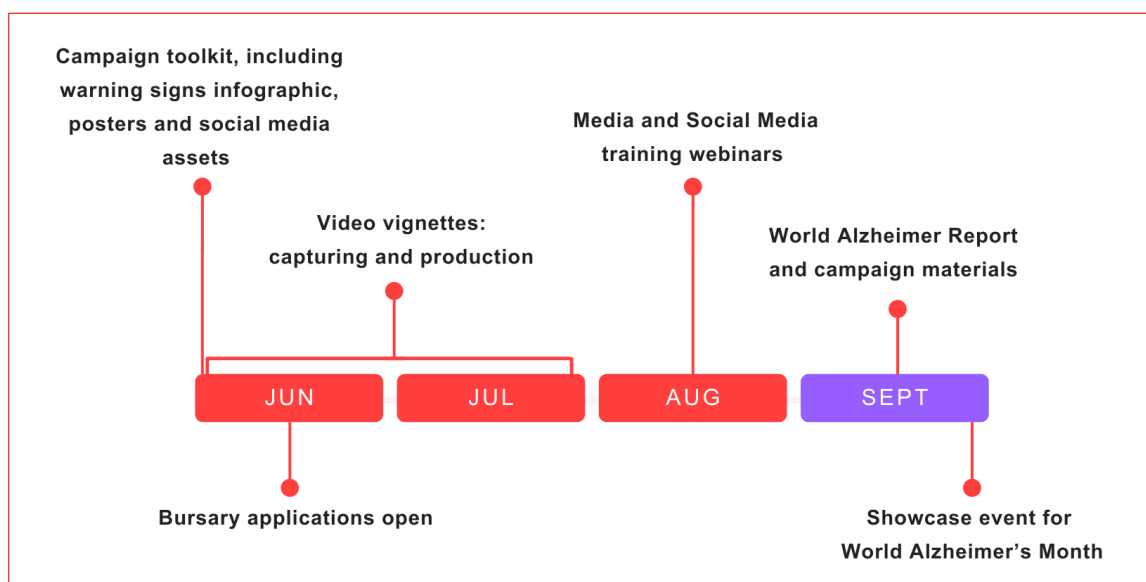 Campaign toolkit, including
warning signs infographic,
posters and social media
assets
Media and Social Media
training webinars
Video vignettes:
capturing and production
World Alzheimer Report
and campaign materials
JUN
JUL
AUG
SEPT
Bursary applications open
Showcase event for
World Alzheimer’s Month